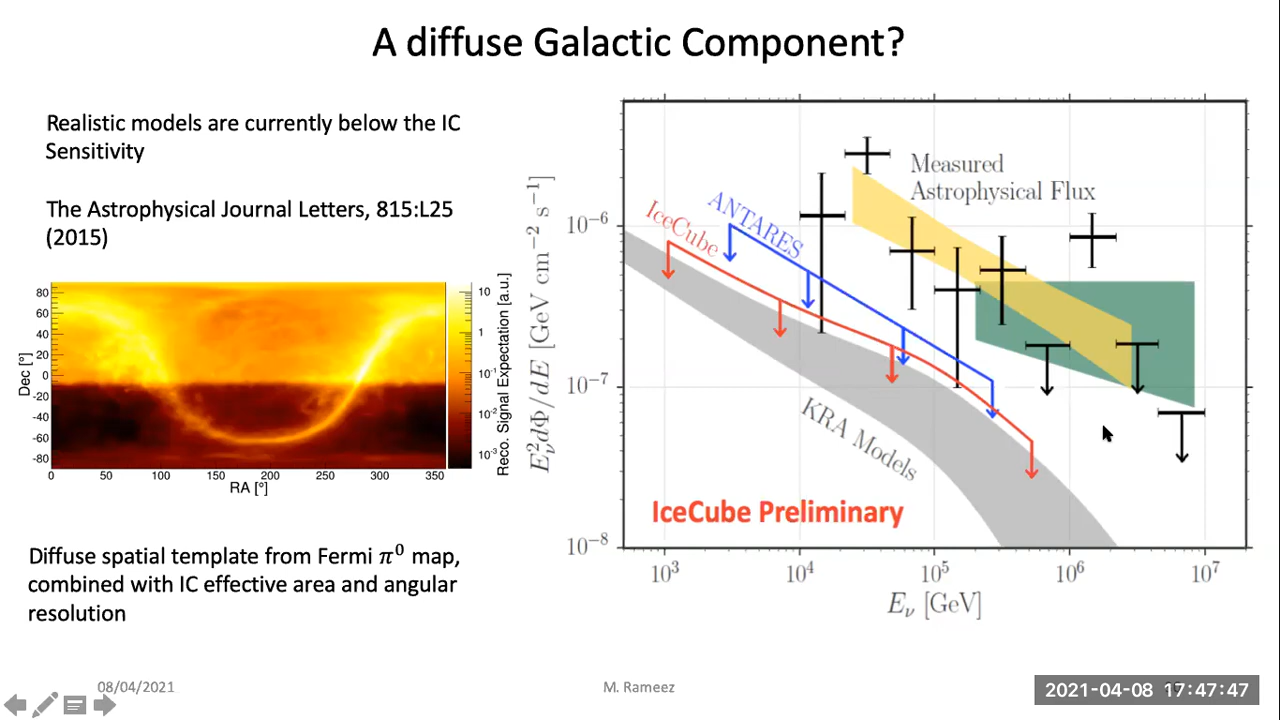 A diffuse Galactic Component?
Realistic models are currently below the IC
Sensitivity
The Astrophysical Journal Letters, 815:L25
(2015)
80
60
40
20
0
-20
-40
-60
-80
Dec [°]
0 50 100 150 200 250 300 350
RA [°]
10
1
10⁻¹
10⁻²
10⁻³
Reco. Signal Expectation [a.u.]
Diffuse spatial template from Fermi π⁰ map,
combined with IC effective area and angular
resolution
E²_ν dΦ/dE [GeV cm⁻² s⁻¹]
10⁻⁶
10⁻⁷
10⁻⁸
IceCube
ANTARES
Measured
Astrophysical Flux
KRA Models
IceCube Preliminary
10³ 10⁴ 10⁵ 10⁶ 10⁷
E_ν [GeV]
08/04/2021
M. Rameez
2021-04-08 17:47:47